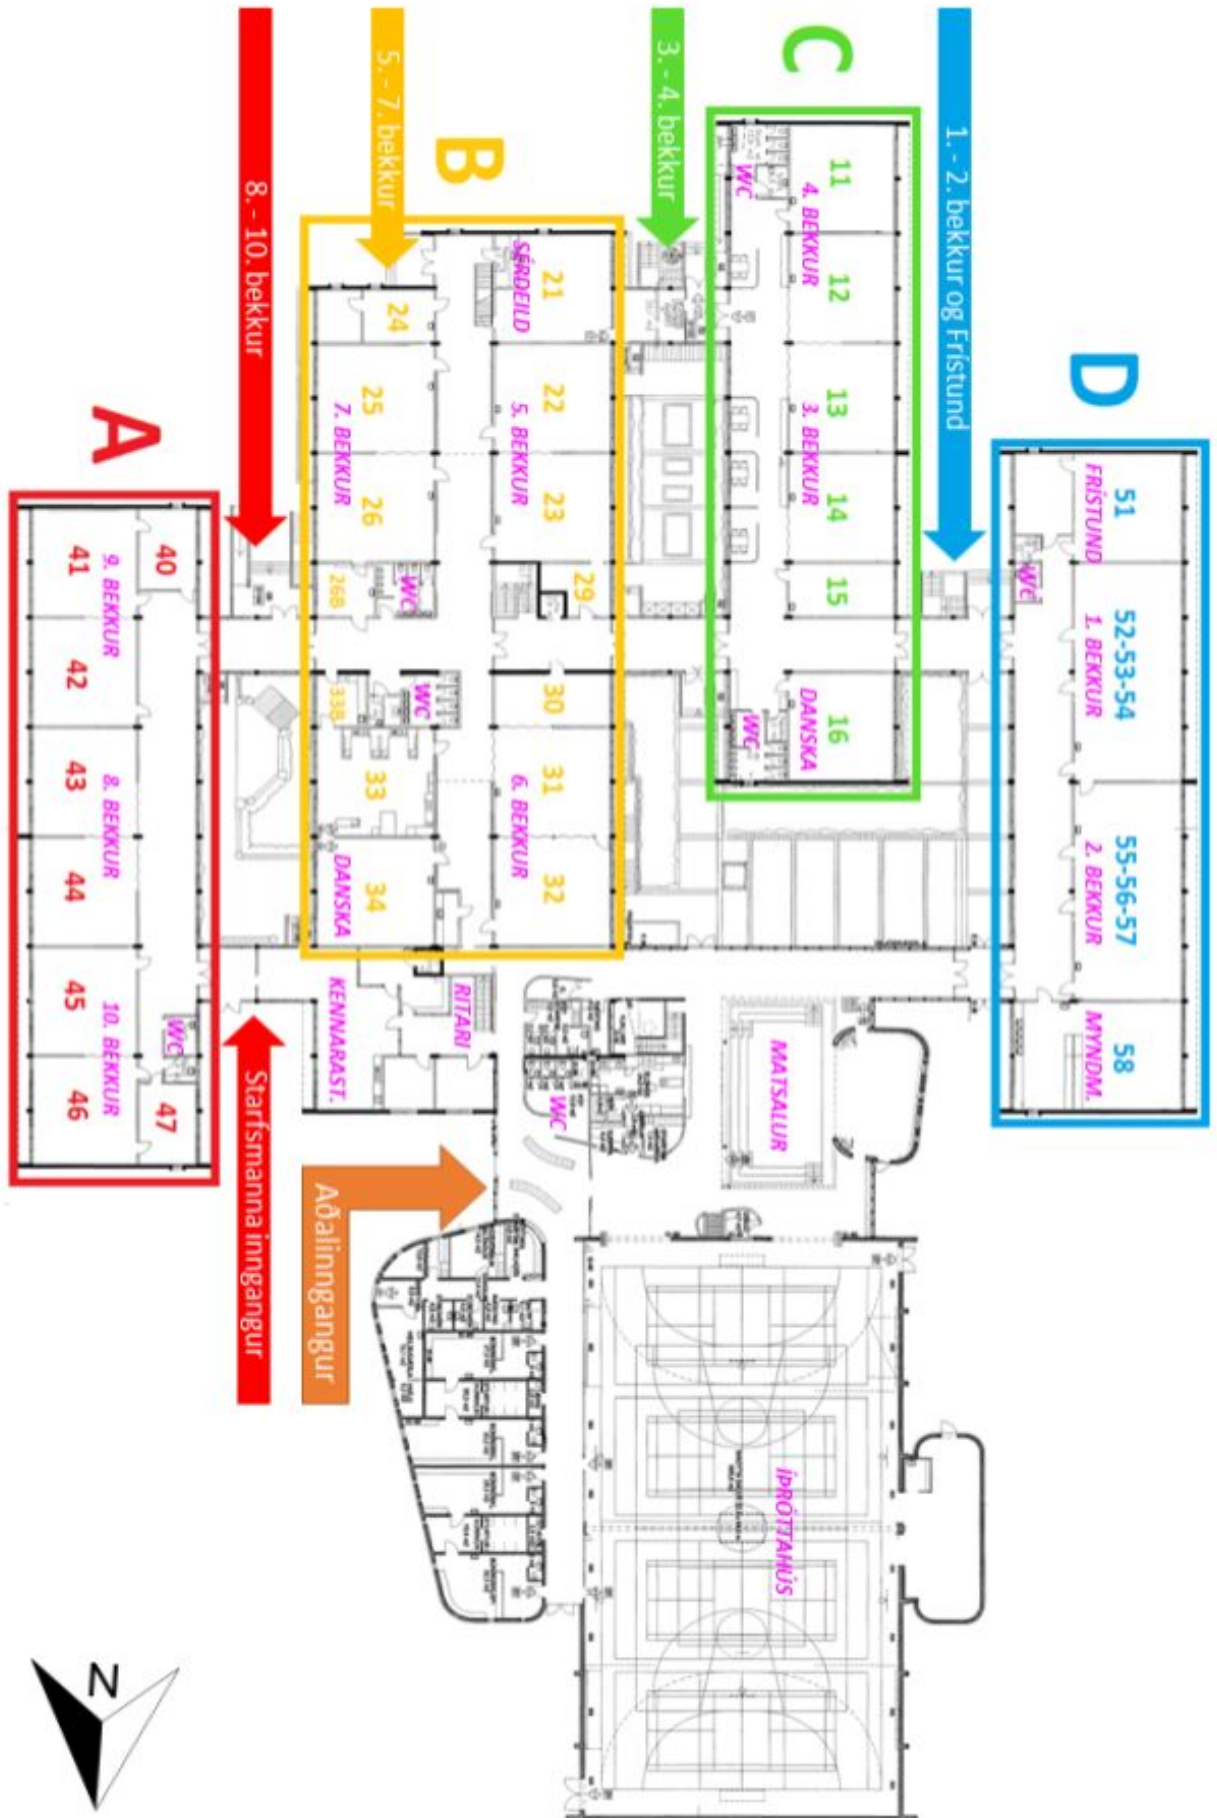 D
1. - 2. bekkur og Frístund
51
FRÍSTUND
WC
52-53-54
1. BEKKUR
55-56-57
2. BEKKUR
58
MYNDM.
C
3. - 4. bekkur
11
4. BEKKUR
12
WC
13
3. BEKKUR
14
15
16
DANSKA
WC
MATSALUR
ÍÞRÓTTAHÚS
B
5. - 7. bekkur
21
SÉRDEILD
22
5. BEKKUR
23
29
30
31
6. BEKKUR
32
24
25
7. BEKKUR
26
26B
WC
WC
33B
33
34
DANSKA
RITARI
KENNARAST.
WC
Aðalinngangur
8. - 10. bekkur
A
40
41
9. BEKKUR
42
43
8. BEKKUR
44
45
10. BEKKUR
46
47
WC
Starfsmanna inngangur
N